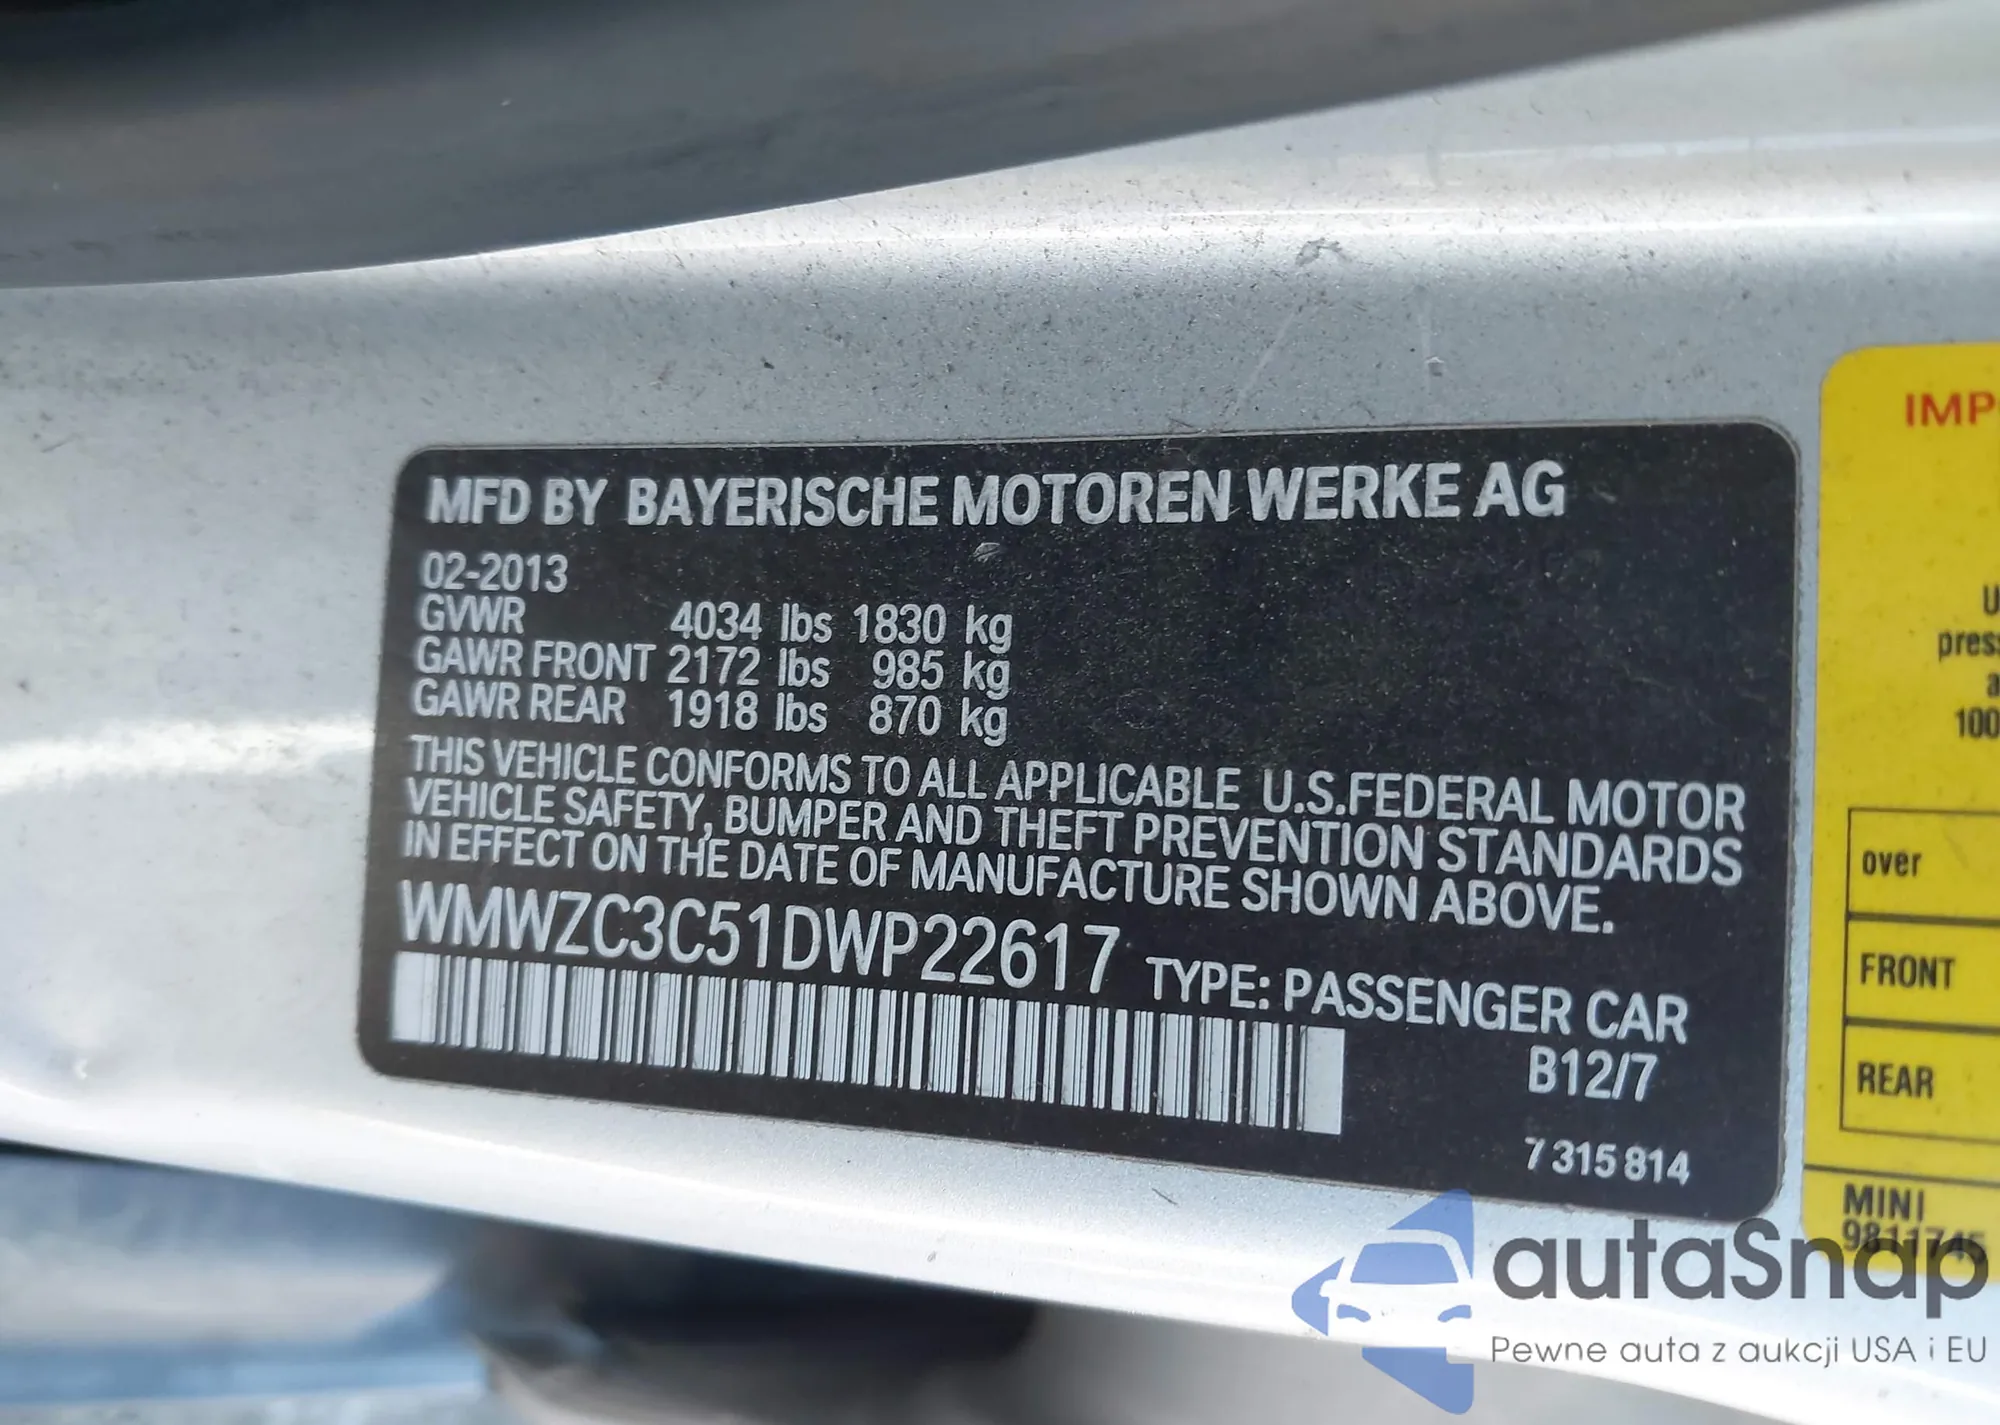 MFD BY BAYERISCHE MOTOREN WERKE AG
02-2013
GVWR 4034 lbs 1830 kg
GAWR FRONT 2172 lbs 985 kg
GAWR REAR 1918 lbs 870 kg
THIS VEHICLE CONFORMS TO ALL APPLICABLE U.S.FEDERAL MOTOR
VEHICLE SAFETY, BUMPER AND THEFT PREVENTION STANDARDS
IN EFFECT ON THE DATE OF MANUFACTURE SHOWN ABOVE.
WMWZC3C51DWP22617 TYPE: PASSENGER CAR
B12/7
7 315 814
IMP
U
press
a
100
over
FRONT
REAR
MINI
9811745
autaSnap
Pewne auta z aukcji USA i EU